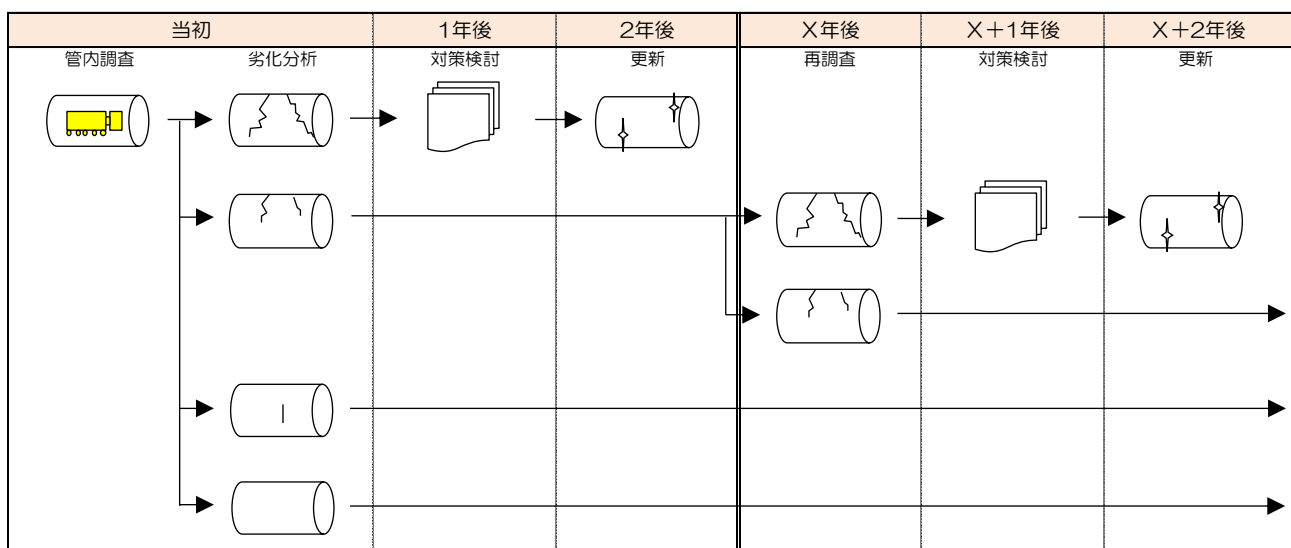 当初 1年後 2年後 X年後 X+1年後 X+2年後
管内調査 劣化分析 対策検討 更新 再調査 対策検討 更新